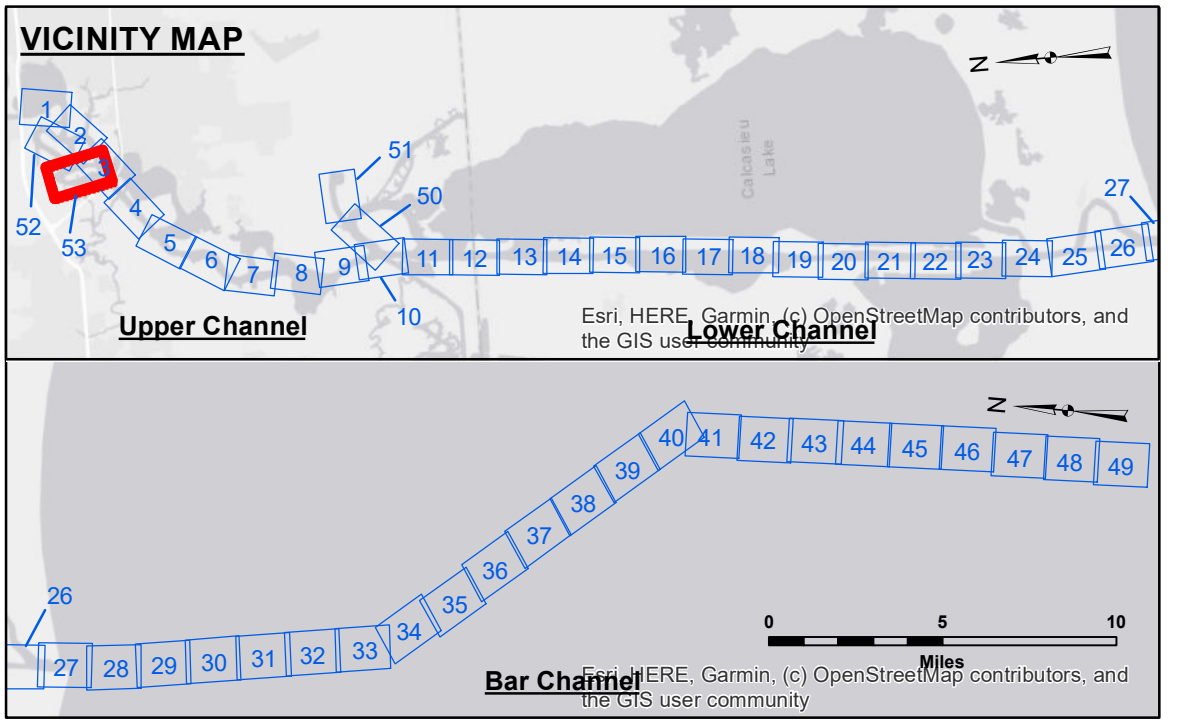 VICINITY MAP
N
1
2
3
52
53
4
5
6
7
8
9
51
50
10
11 12 13 14 15 16 17 18 19 20 21 22 23 24 25 26
27
Calcasieu
Lake
Upper Channel
Lower Channel
Esri, HERE, Garmin, (c) OpenStreetMap contributors, and
the GIS user community
N
26
27 28 29 30 31 32 33 34 35 36 37 38 39 40 41 42 43 44 45 46 47 48 49
0 5 10
Miles
Bar Channel
Esri, HERE, Garmin, (c) OpenStreetMap contributors, and
the GIS user community